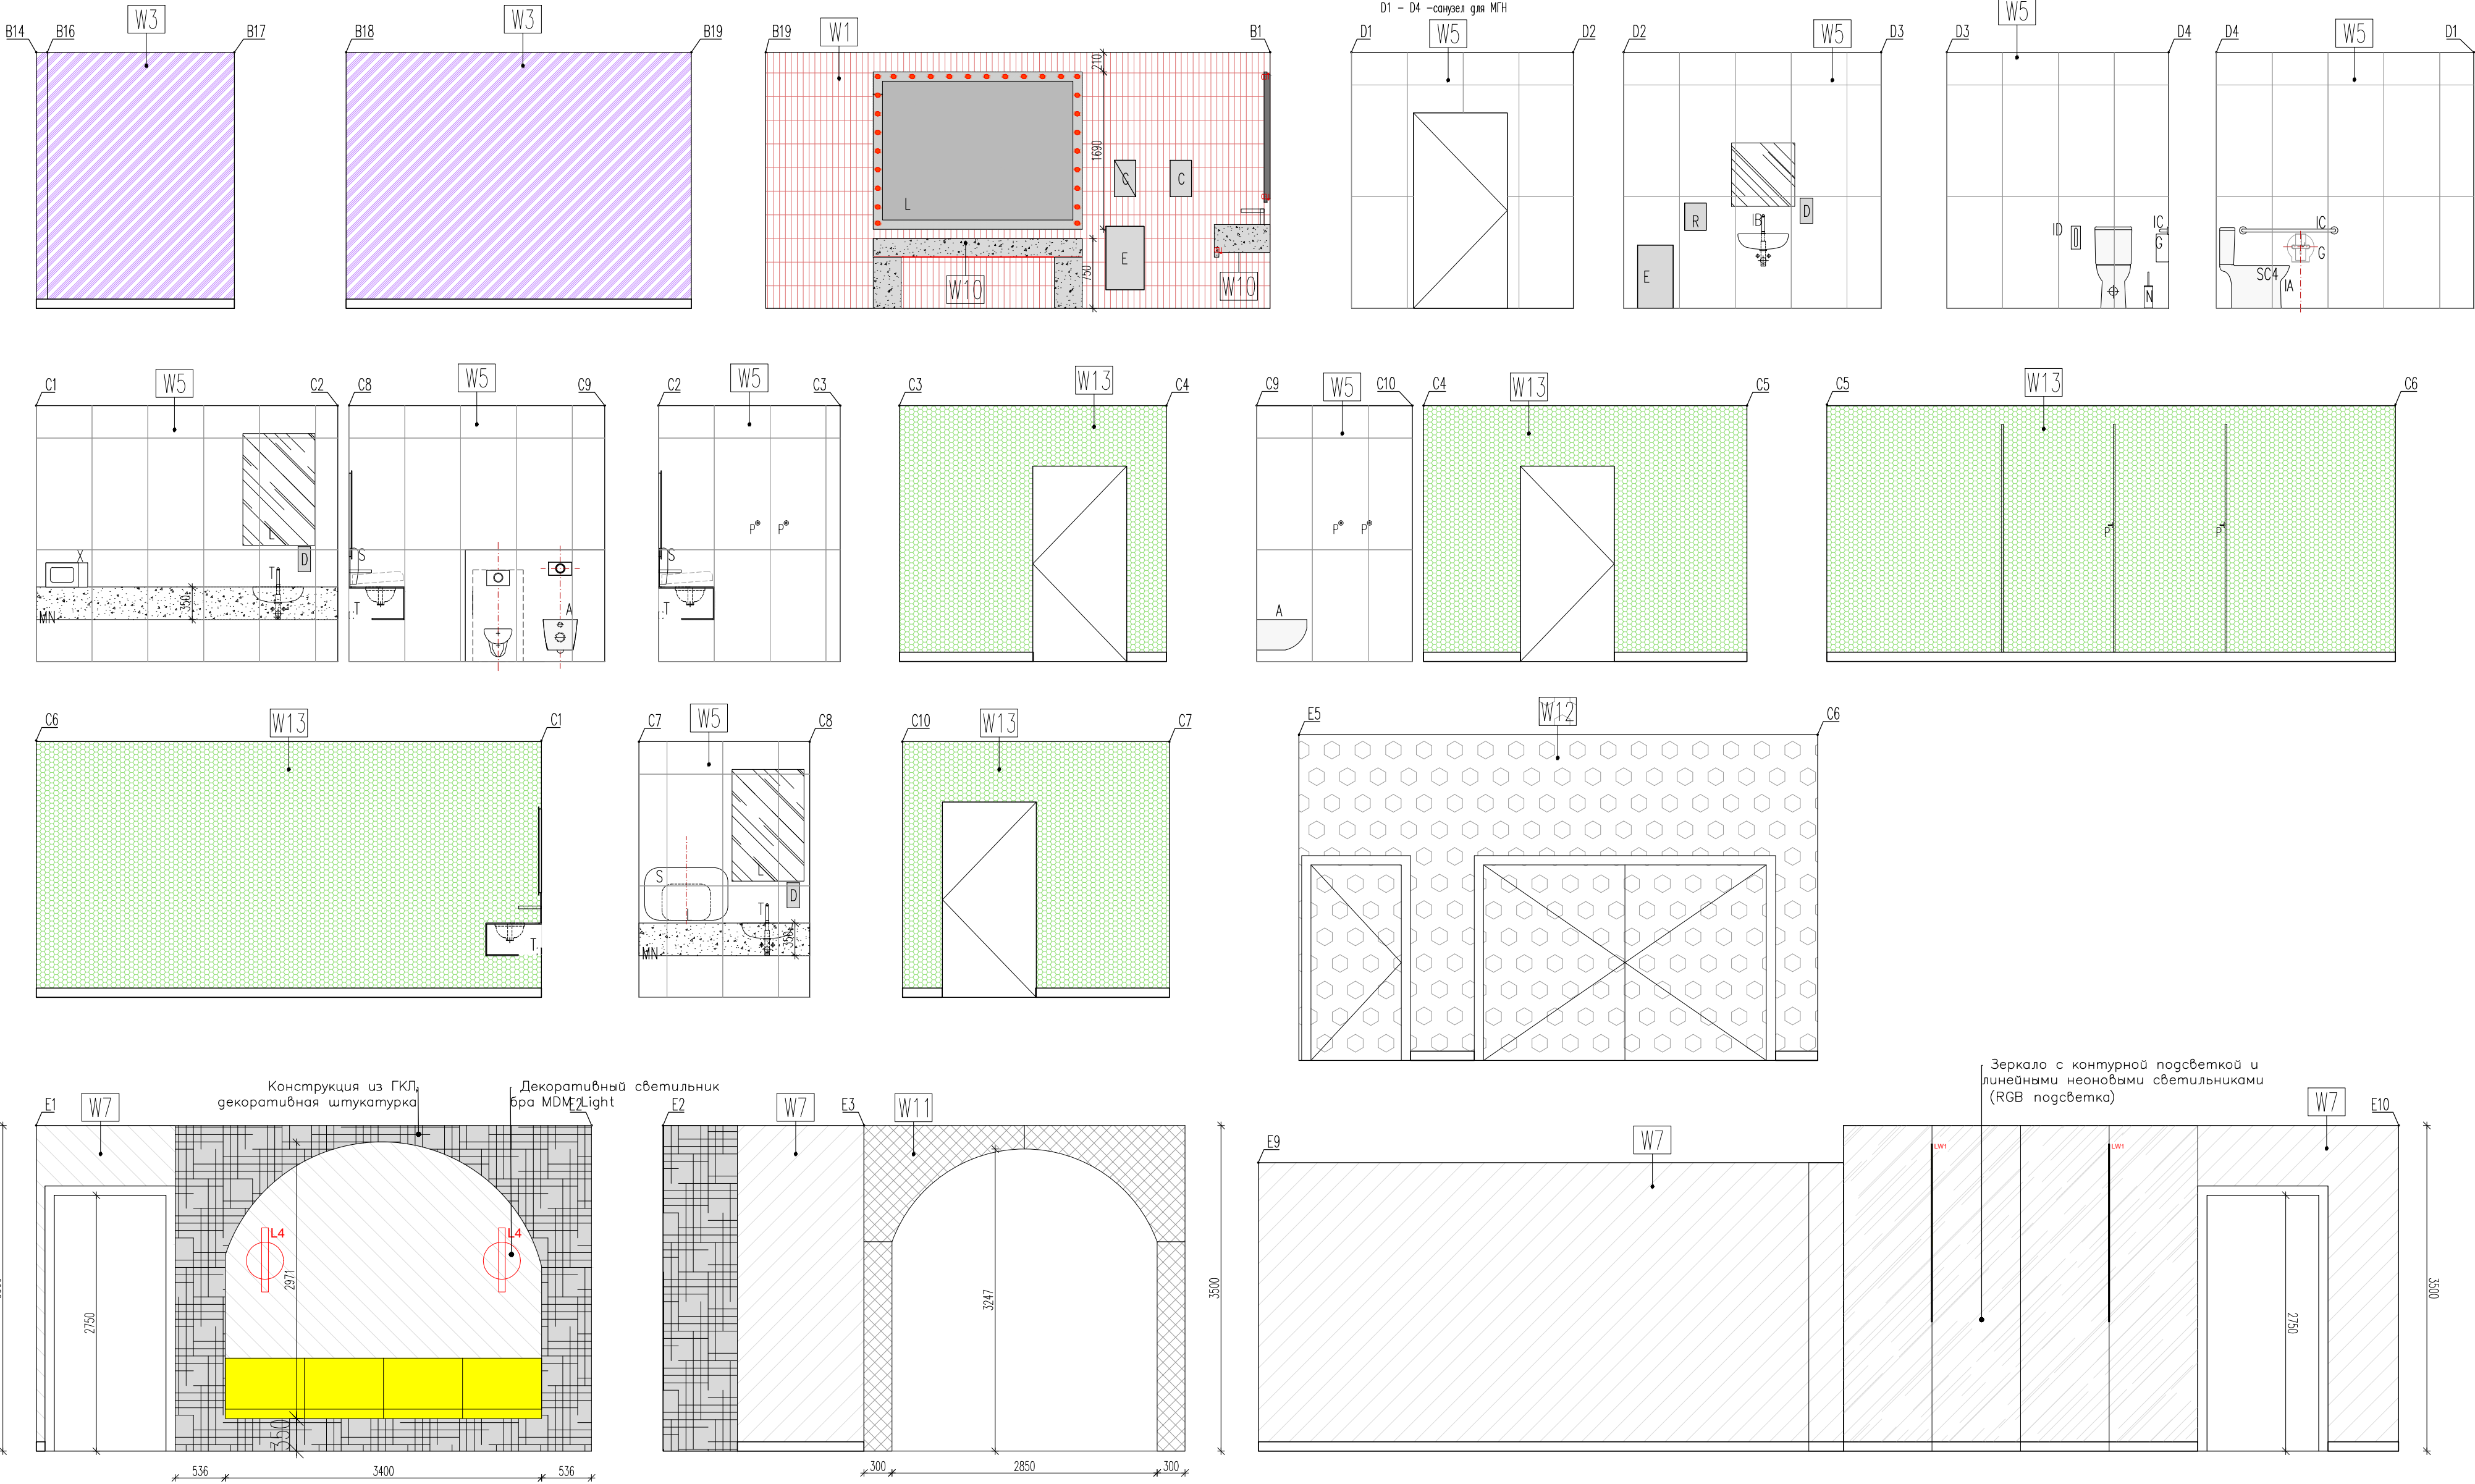 D1 - D4 -санузел для МГН
B14
B16
W3
B17
B18
W3
B19
B19
W1
B1
210
1690
750
L
C
C
E
W10
W10
D1
W5
D2
D2
W5
D3
E
R
IB
D
D3
W5
D4
ID
IC
G
N
D4
W5
D1
IC
G
SC4
IA
C1
W5
C2
X
L
D
T
350
MN
C8
W5
C9
S
T
A
C2
W5
C3
P
P
S
T
C3
W13
C4
C9
W5
C10
P
P
A
C4
W13
C5
C5
W13
C6
P
P
C6
W13
C1
T
C7
W5
C8
S
L
D
T
350
MN
C10
W13
C7
E5
W12
C6
E1
W7
Конструкция из ГКЛ,
декоративная штукатурка
Декоративный светильник
бра MDM Light
E2
L4
L4
2750
2971
350
536
3400
536
E2
W7
E3
W11
3247
3500
300
2850
300
E9
W7
Зеркало с контурной подсветкой и
линейными неоновыми светильниками
(RGB подсветка)
LW1
LW1
W7
E10
2750
3500